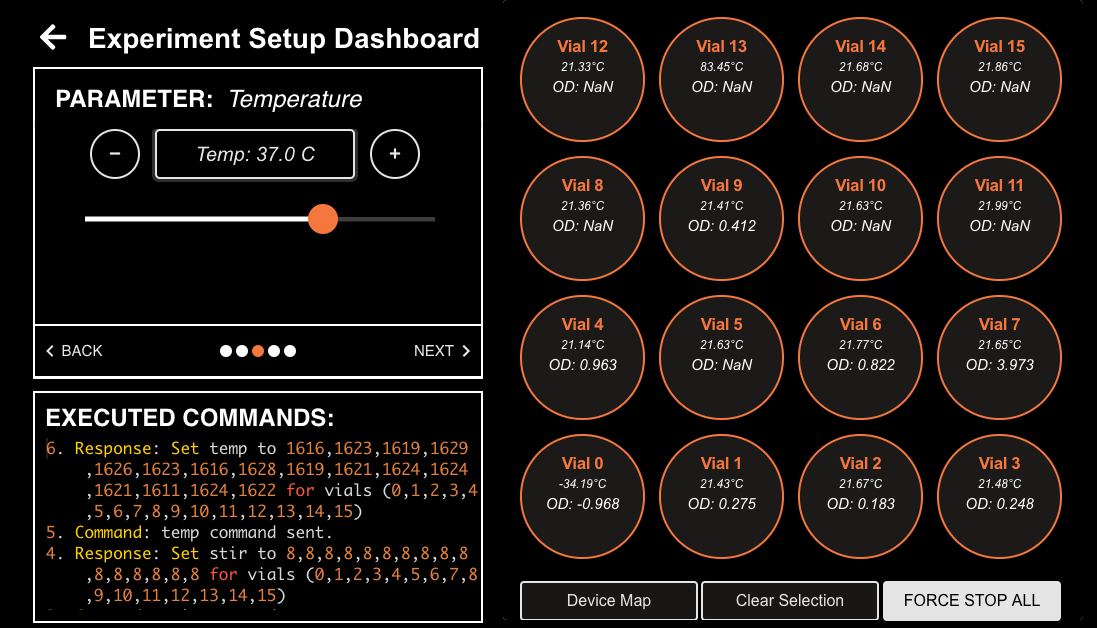 Experiment Setup Dashboard
PARAMETER: Temperature
− Temp: 37.0 C +
BACK NEXT
EXECUTED COMMANDS:
6. Response: Set temp to 1616,1623,1619,1629
,1626,1623,1616,1628,1619,1621,1624,1624
,1621,1611,1624,1622 for vials (0,1,2,3,4
,5,6,7,8,9,10,11,12,13,14,15)
5. Command: temp command sent.
4. Response: Set stir to 8,8,8,8,8,8,8,8,8,8
,8,8,8,8,8,8 for vials (0,1,2,3,4,5,6,7,8
,9,10,11,12,13,14,15)
Vial 12
21.33°C
OD: NaN
Vial 13
83.45°C
OD: NaN
Vial 14
21.68°C
OD: NaN
Vial 15
21.86°C
OD: NaN
Vial 8
21.36°C
OD: NaN
Vial 9
21.41°C
OD: 0.412
Vial 10
21.63°C
OD: NaN
Vial 11
21.99°C
OD: NaN
Vial 4
21.14°C
OD: 0.963
Vial 5
21.63°C
OD: NaN
Vial 6
21.77°C
OD: 0.822
Vial 7
21.65°C
OD: 3.973
Vial 0
-34.19°C
OD: -0.968
Vial 1
21.43°C
OD: 0.275
Vial 2
21.67°C
OD: 0.183
Vial 3
21.48°C
OD: 0.248
Device Map
Clear Selection
FORCE STOP ALL